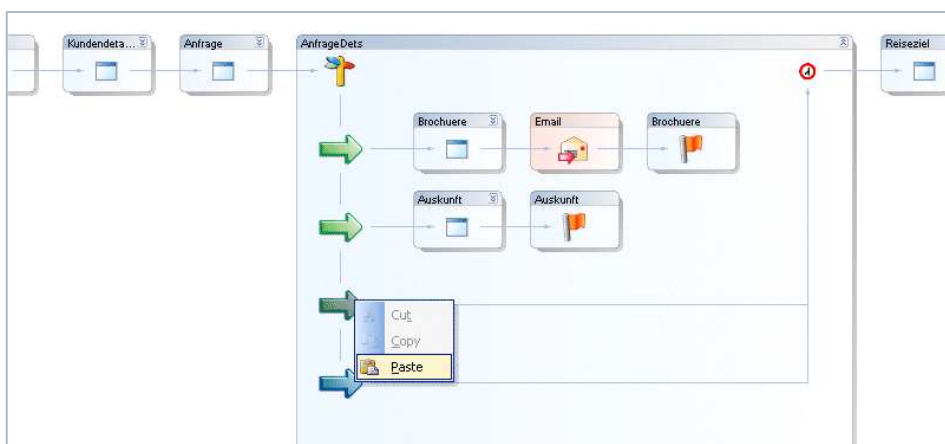 Kundendeta...
Anfrage
AnfrageDets
Reiseziel
Brochuere
Email
Brochuere
Auskunft
Auskunft
Cut
Copy
Paste